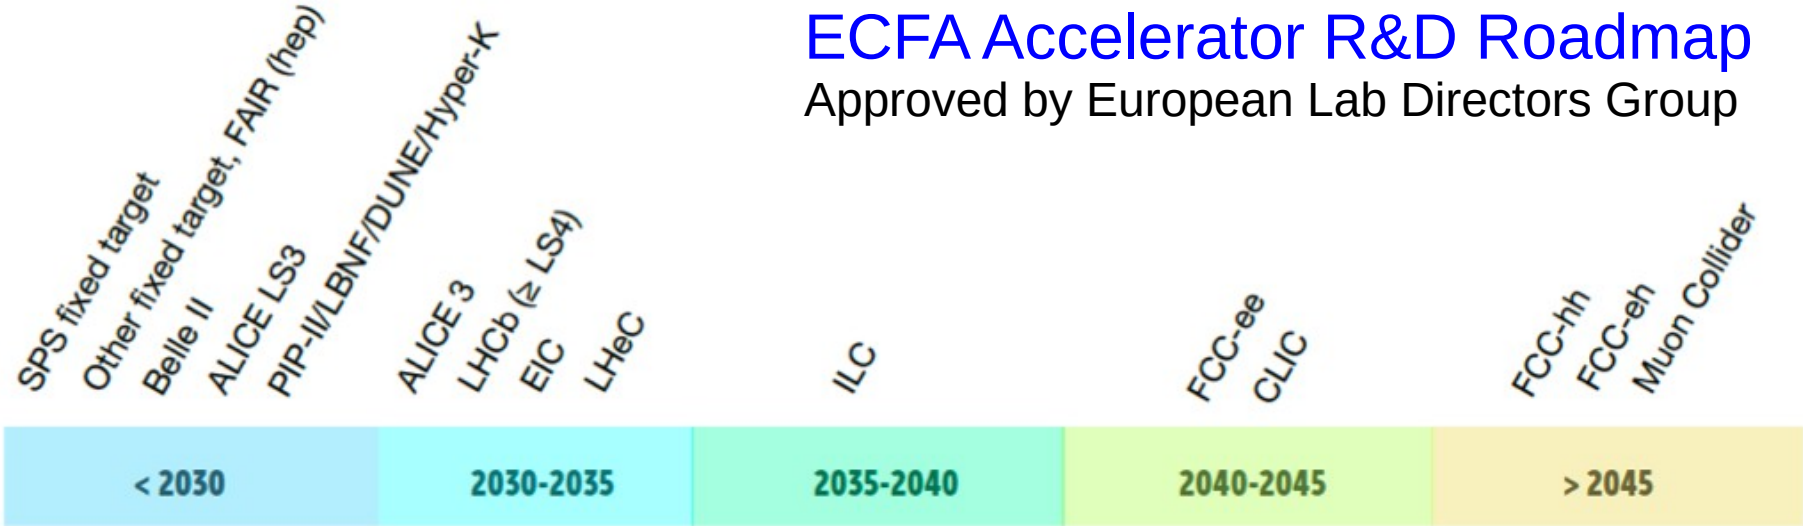 ECFA Accelerator R&D Roadmap
Approved by European Lab Directors Group
SPS fixed target
Other fixed target, FAIR (hep)
Belle II
ALICE LS3
PIP-II/LBNF/DUNE/Hyper-K
ALICE 3
LHCb (≥ LS4)
EIC
LHeC
ILC
FCC-ee
CLIC
FCC-hh
FCC-eh
Muon Collider
< 2030
2030-2035
2035-2040
2040-2045
> 2045